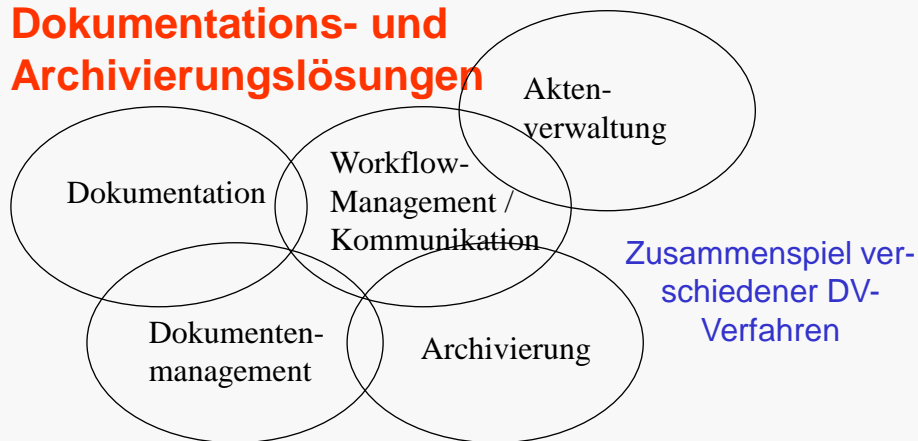 Dokumentations- und
Archivierungslösungen
Akten-
verwaltung
Workflow-
Management /
Kommunikation
Dokumentation
Zusammenspiel ver-
schiedener DV-
Verfahren
Dokumenten-
management
Archivierung